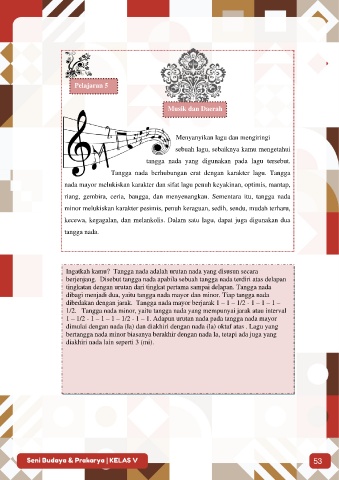 Pelajaran 5
Musik dan Daerah
Menyanyikan lagu dan mengiringi
sebuah lagu, sebaiknya kamu mengetahui
tangga nada yang digunakan pada lagu tersebut.
Tangga nada berhubungan erat dengan karakter lagu. Tangga
nada mayor melukiskan karakter dan sifat lagu penuh keyakinan, optimis, mantap,
riang, gembira, ceria, bangga, dan menyenangkan. Sementara itu, tangga nada
minor melukiskan karakter pesimis, penuh keraguan, sedih, sendu, mudah terharu,
kecewa, kegagalan, dan melankolis. Dalam satu lagu, dapat juga digunakan dua
tangga nada.
Ingatkah kamu? Tangga nada adalah urutan nada yang disusun secara
berjenjang. Disebut tangga nada apabila sebuah tangga nada terdiri atas delapan
tingkatan dengan urutan dari tingkat pertama sampai delapan. Tangga nada
dibagi menjadi dua, yaitu tangga nada mayor dan minor. Tiap tangga nada
dibedakan dengan jarak. Tangga nada mayor berjarak 1 – 1 – 1/2 - 1 – 1 – 1 –
1/2. Tangga nada minor, yaitu tangga nada yang mempunyai jarak atau interval
1 – 1/2 - 1 – 1 – 1/2 - 1 – 1. Adapun urutan nada pada tangga nada mayor
dimulai dengan nada (la) dan diakhiri dengan nada (la) oktaf atas . Lagu yang
bertangga nada minor biasanya berakhir dengan nada la, tetapi ada juga yang
diakhiri nada lain seperti 3 (mi).
Seni Budaya & Prakarya | KELAS V
53